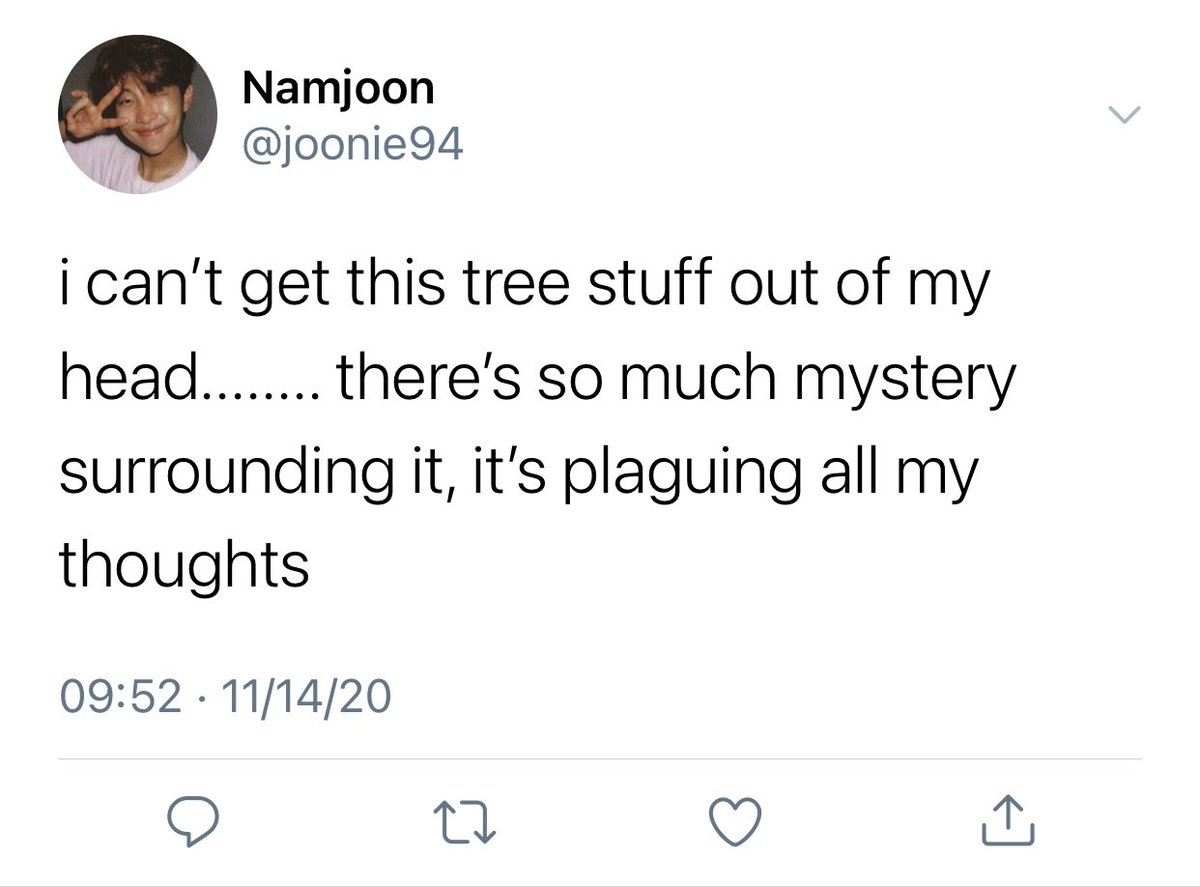 Namjoon
@joonie94
i can’t get this tree stuff out of my
head........ there’s so much mystery
surrounding it, it’s plaguing all my
thoughts
09:52 · 11/14/20